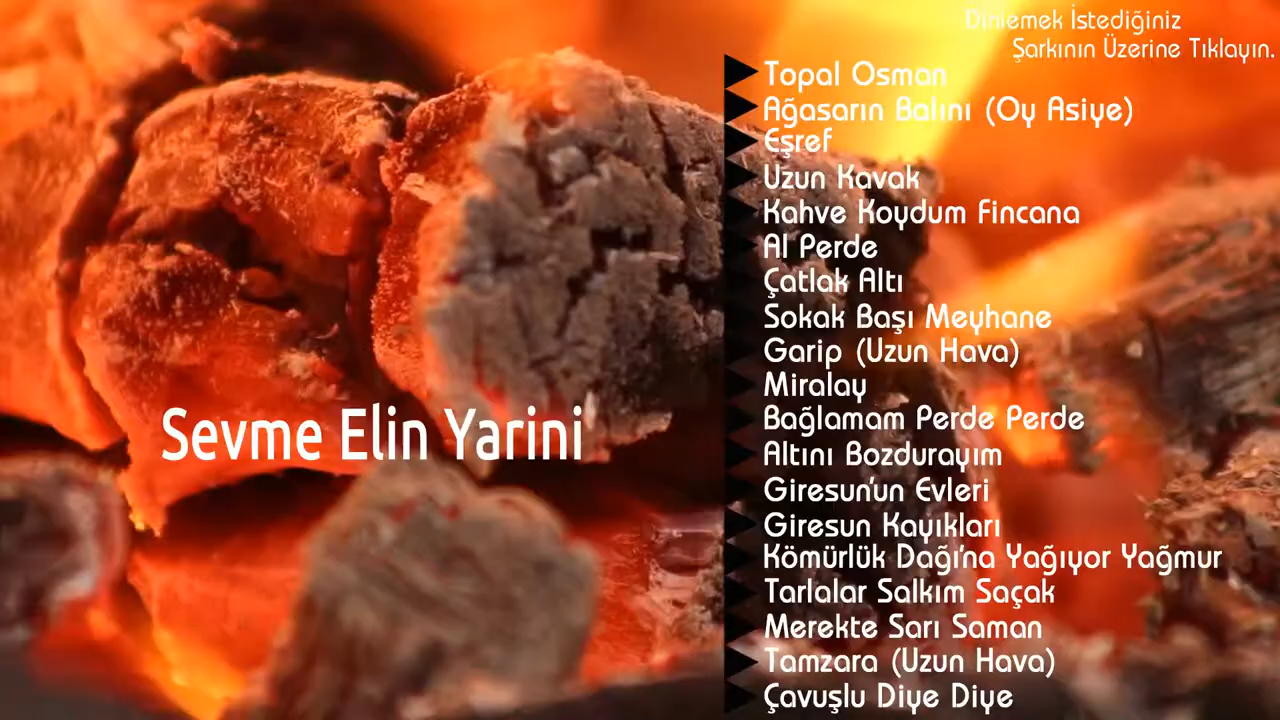 Dinlemek İstediğiniz
Şarkının Üzerine Tıklayın.
Topal Osman
Ağasarın Balını (Oy Asiye)
Eşref
Uzun Kavak
Kahve Koydum Fincana
Al Perde
Çatlak Altı
Sokak Başı Meyhane
Garip (Uzun Hava)
Miralay
Bağlamam Perde Perde
Altını Bozdurayım
Giresun'un Evleri
Giresun Kayıkları
Kömürlük Dağı'na Yağıyor Yağmur
Tarlalar Salkım Saçak
Merekte Sarı Saman
Tamzara (Uzun Hava)
Çavuşlu Diye Diye
Sevme Elin Yarini